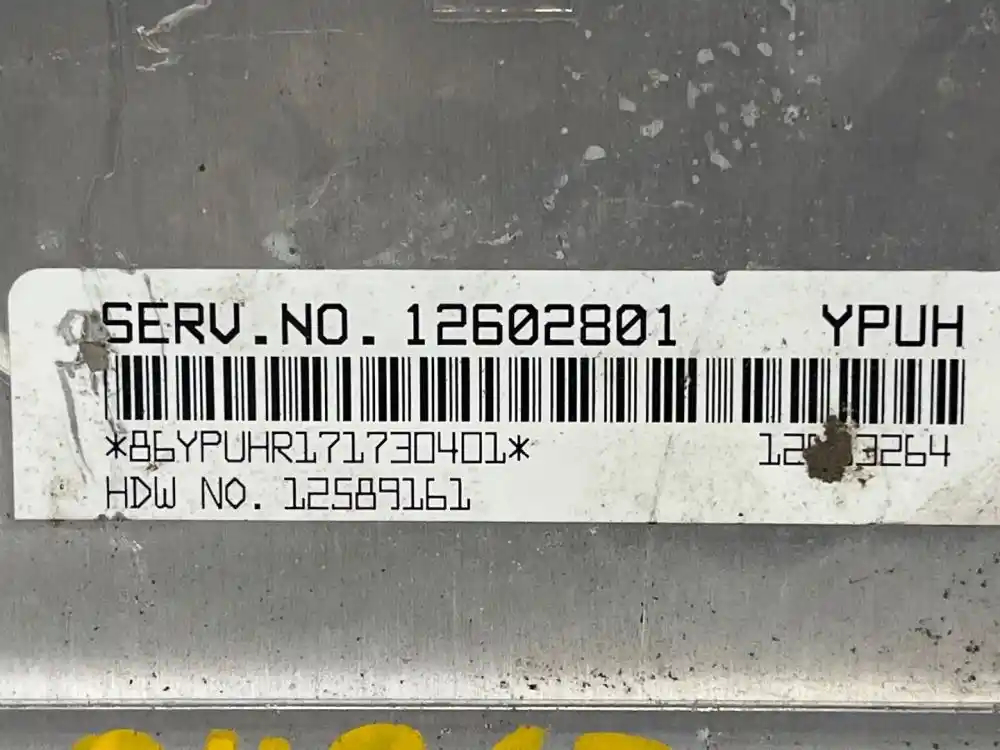 SERV.NO. 12602801 YPUH
*86YPUHR171730401*
HDW NO. 12589161